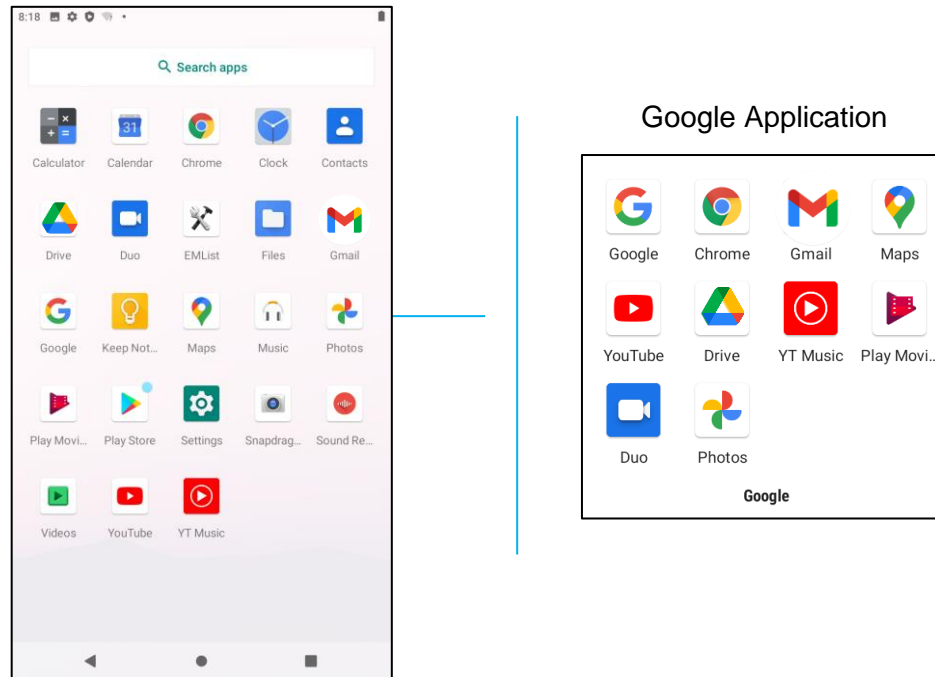 8:18
Search apps
31
Calculator Calendar Chrome Clock Contacts
Drive Duo EMList Files Gmail
Google Keep Not... Maps Music Photos
Play Movi... Play Store Settings Snapdrag... Sound Re...
Videos YouTube YT Music
Google Application
Google Chrome Gmail Maps
YouTube Drive YT Music Play Movi...
Duo Photos
Google